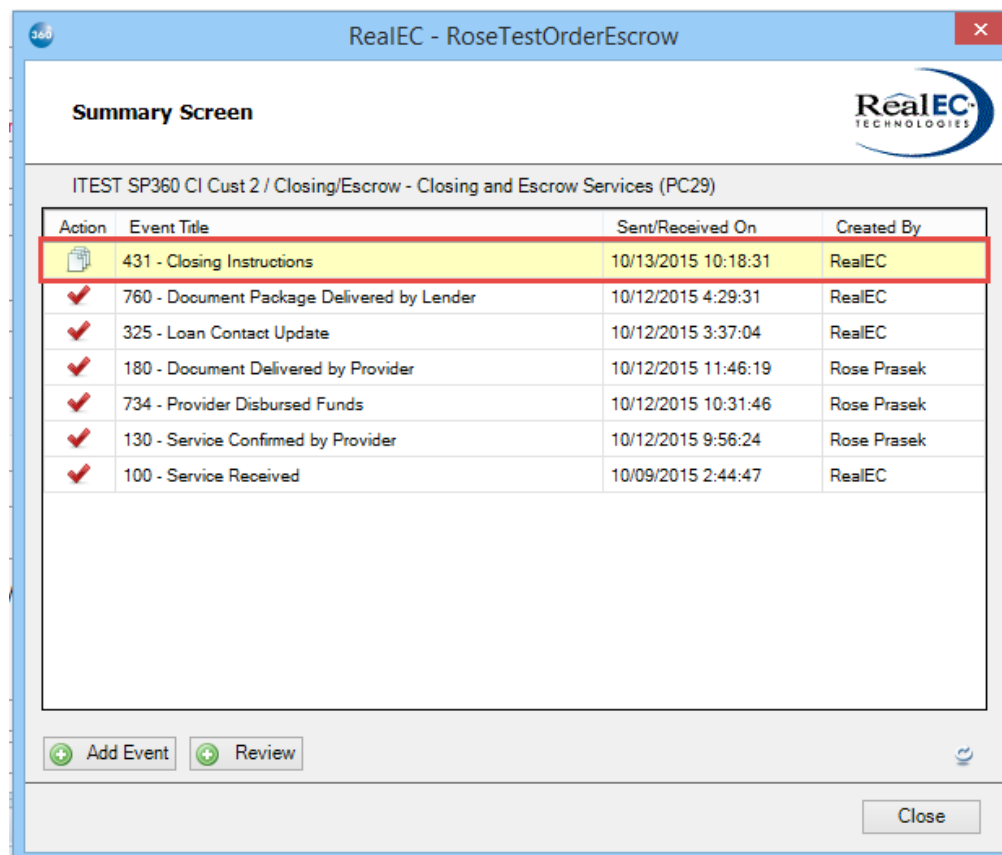 360
RealEC - RoseTestOrderEscrow
Summary Screen
RealEC
TECHNOLOGIES
ITEST SP360 CI Cust 2 / Closing/Escrow - Closing and Escrow Services (PC29)
Action Event Title Sent/Received On Created By
431 - Closing Instructions 10/13/2015 10:18:31 RealEC
760 - Document Package Delivered by Lender 10/12/2015 4:29:31 RealEC
325 - Loan Contact Update 10/12/2015 3:37:04 RealEC
180 - Document Delivered by Provider 10/12/2015 11:46:19 Rose Prasek
734 - Provider Disbursed Funds 10/12/2015 10:31:46 Rose Prasek
130 - Service Confirmed by Provider 10/12/2015 9:56:24 Rose Prasek
100 - Service Received 10/09/2015 2:44:47 RealEC
Add Event Review
Close